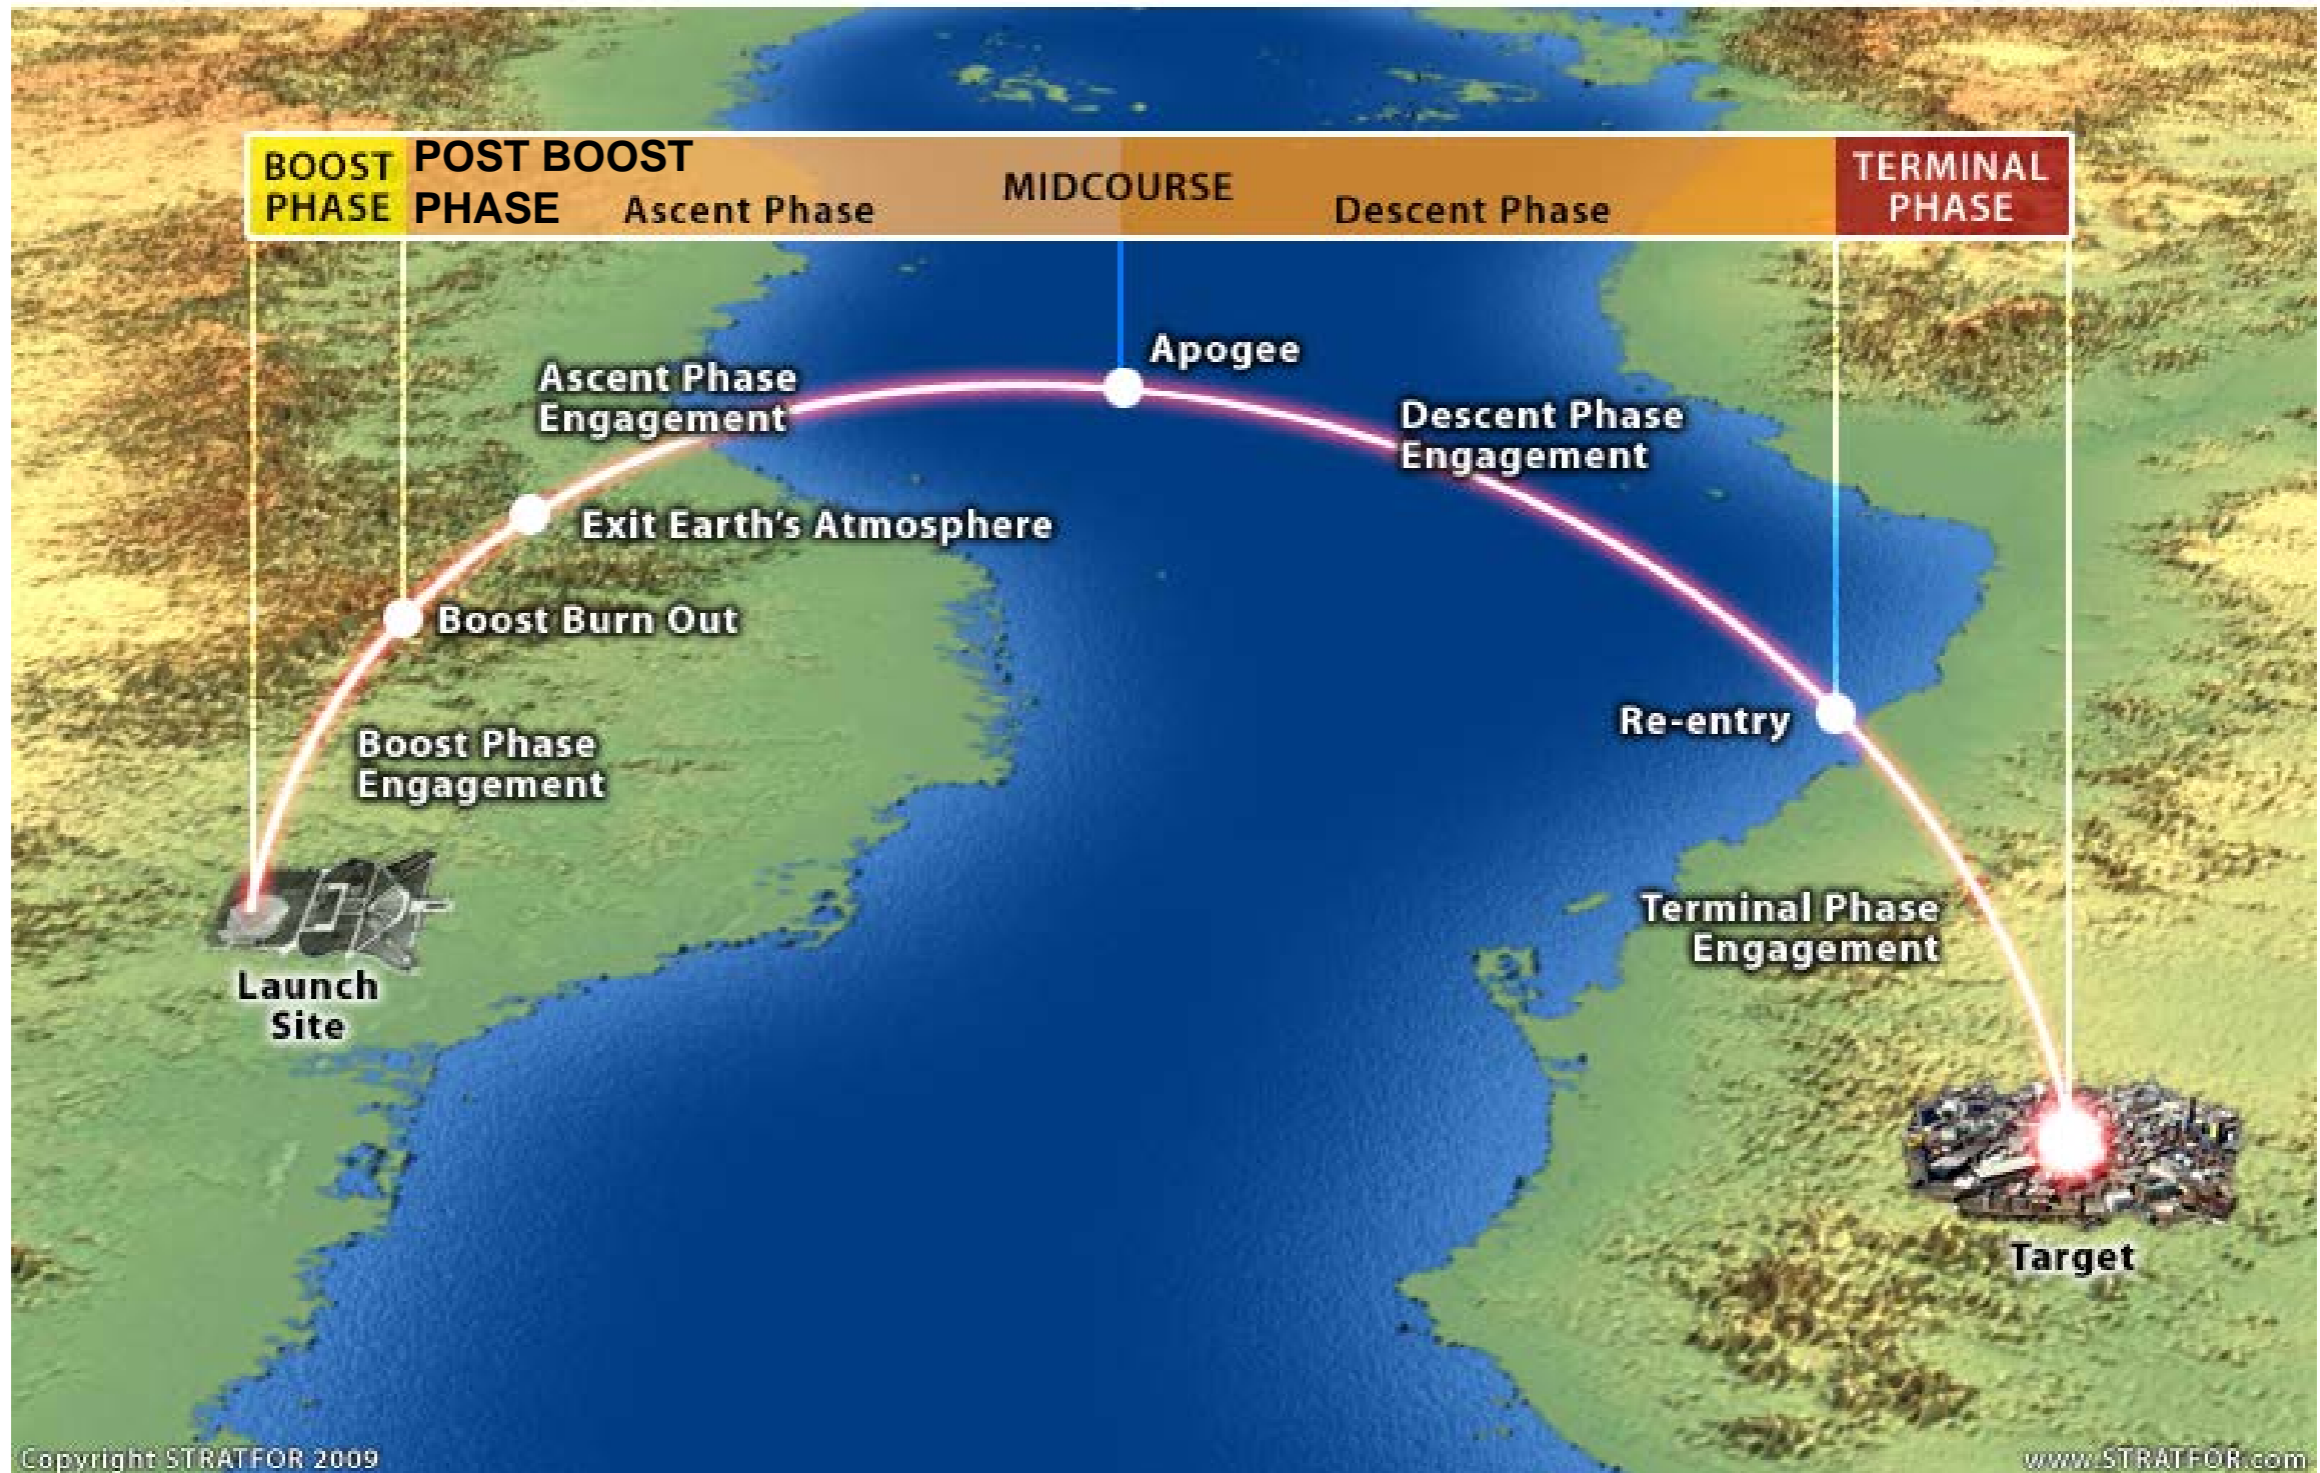 BOOST
PHASE
POST BOOST
PHASE
Ascent Phase
MIDCOURSE
Descent Phase
TERMINAL
PHASE
Apogee
Ascent Phase
Engagement
Descent Phase
Engagement
Exit Earth's Atmosphere
Boost Burn Out
Re-entry
Boost Phase
Engagement
Terminal Phase
Engagement
Launch
Site
Target
Copyright STRATFOR 2009
www.STRATFOR.com